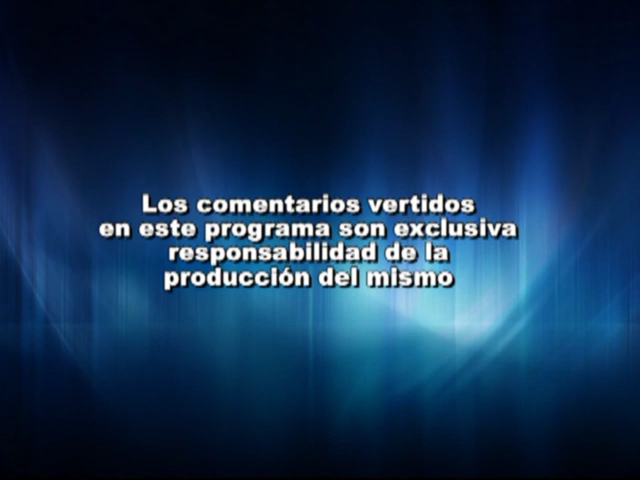 Los comentarios vertidos
en este programa son exclusiva
responsabilidad de la
producción del mismo